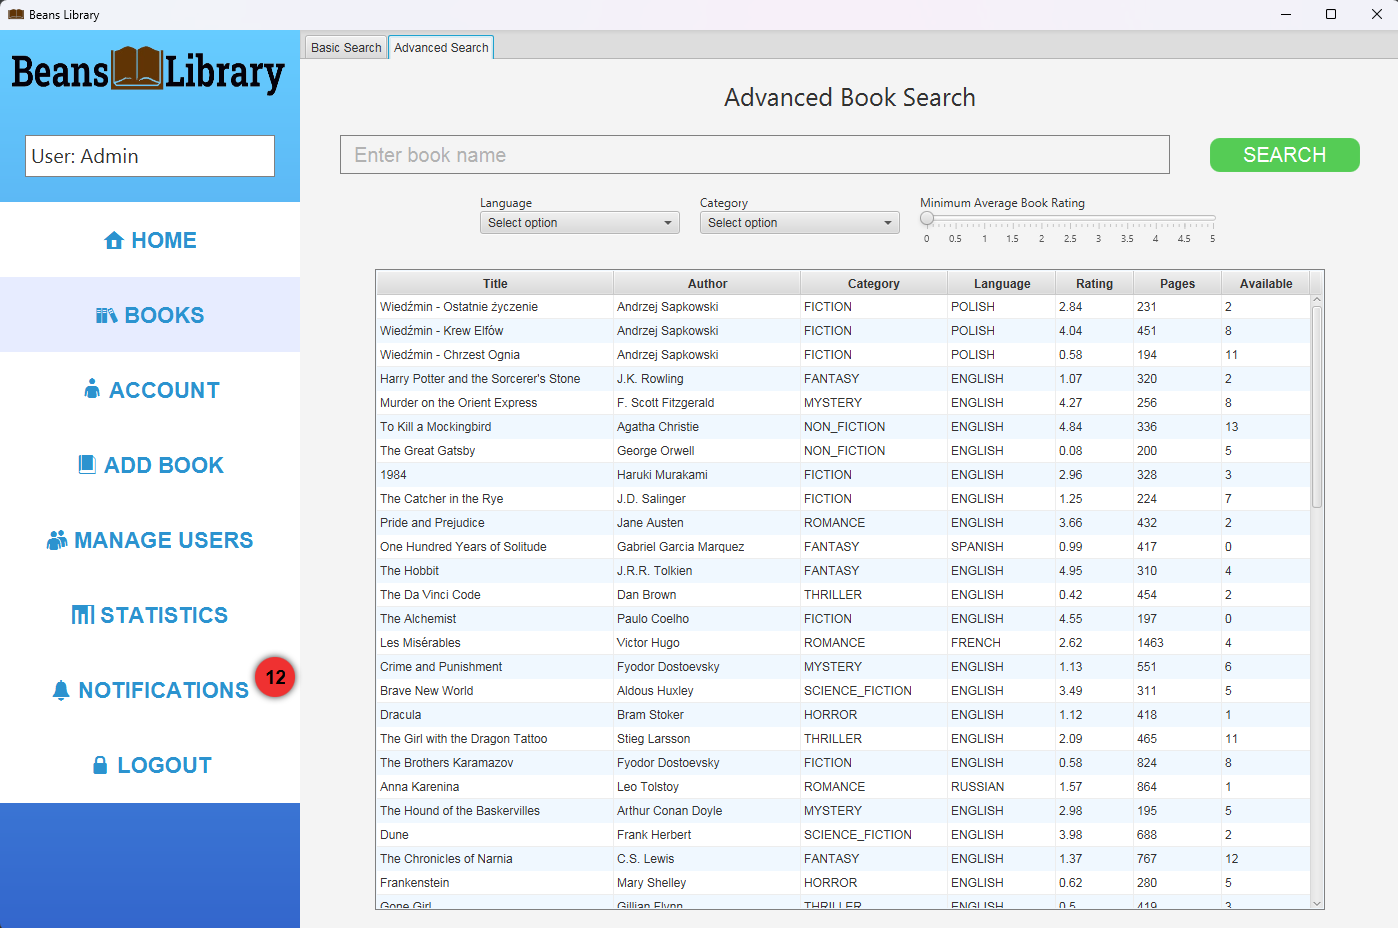 Beans Library
Beans Library
User: Admin
HOME
BOOKS
ACCOUNT
ADD BOOK
MANAGE USERS
STATISTICS
NOTIFICATIONS 12
LOGOUT
Basic Search Advanced Search
Advanced Book Search
Enter book name SEARCH
Language Category Minimum Average Book Rating
Select option Select option
0 0.5 1 1.5 2 2.5 3 3.5 4 4.5 5
Title Author Category Language Rating Pages Available
Wiedźmin - Ostatnie życzenie Andrzej Sapkowski FICTION POLISH 2.84 231 2
Wiedźmin - Krew Elfów Andrzej Sapkowski FICTION POLISH 4.04 451 8
Wiedźmin - Chrzest Ognia Andrzej Sapkowski FICTION POLISH 0.58 194 11
Harry Potter and the Sorcerer's Stone J.K. Rowling FANTASY ENGLISH 1.07 320 2
Murder on the Orient Express F. Scott Fitzgerald MYSTERY ENGLISH 4.27 256 8
To Kill a Mockingbird Agatha Christie NON_FICTION ENGLISH 4.84 336 13
The Great Gatsby George Orwell NON_FICTION ENGLISH 0.08 200 5
1984 Haruki Murakami FICTION ENGLISH 2.96 328 3
The Catcher in the Rye J.D. Salinger FICTION ENGLISH 1.25 224 7
Pride and Prejudice Jane Austen ROMANCE ENGLISH 3.66 432 2
One Hundred Years of Solitude Gabriel Garcia Marquez FANTASY SPANISH 0.99 417 0
The Hobbit J.R.R. Tolkien FANTASY ENGLISH 4.95 310 4
The Da Vinci Code Dan Brown THRILLER ENGLISH 0.42 454 2
The Alchemist Paulo Coelho FICTION ENGLISH 4.55 197 0
Les Misérables Victor Hugo ROMANCE FRENCH 2.62 1463 4
Crime and Punishment Fyodor Dostoevsky MYSTERY ENGLISH 1.13 551 6
Brave New World Aldous Huxley SCIENCE_FICTION ENGLISH 3.49 311 5
Dracula Bram Stoker HORROR ENGLISH 1.12 418 1
The Girl with the Dragon Tattoo Stieg Larsson THRILLER ENGLISH 2.09 465 11
The Brothers Karamazov Fyodor Dostoevsky FICTION ENGLISH 0.58 824 8
Anna Karenina Leo Tolstoy ROMANCE RUSSIAN 1.57 864 1
The Hound of the Baskervilles Arthur Conan Doyle MYSTERY ENGLISH 2.98 195 5
Dune Frank Herbert SCIENCE_FICTION ENGLISH 3.98 688 2
The Chronicles of Narnia C.S. Lewis FANTASY ENGLISH 1.37 767 12
Frankenstein Mary Shelley HORROR ENGLISH 0.62 280 5
Gone Girl Gillian Flynn THRILLER ENGLISH 0.5 419 3